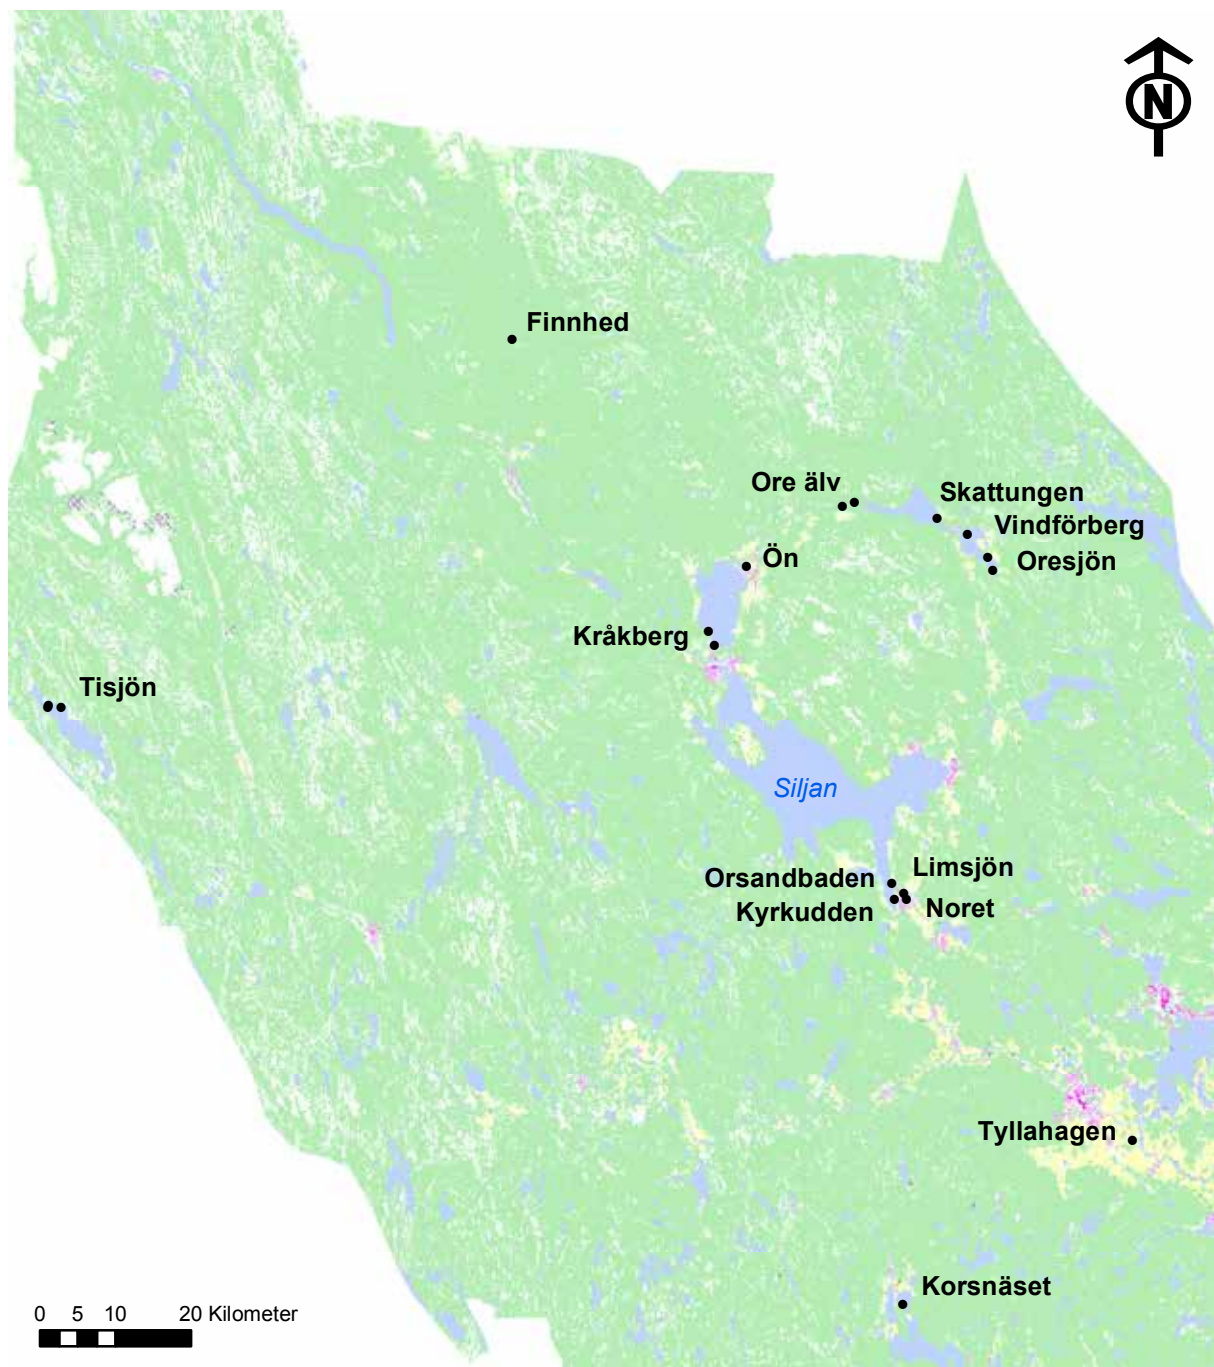 N
Finnhed
Ore älv
Skattungen
Vindförberg
Ön
Oresjön
Kråkberg
Tisjön
Siljan
Limsjön
Orsandbaden
Kyrkudden
Noret
Tyllahagen
Korsnäset
0 5 10 20 Kilometer